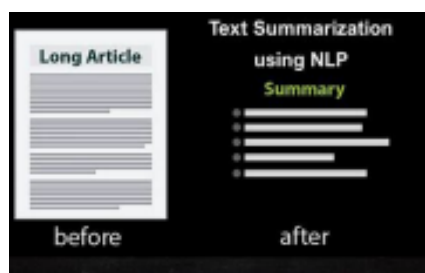 Long Article
before
Text Summarization
using NLP
Summary
after